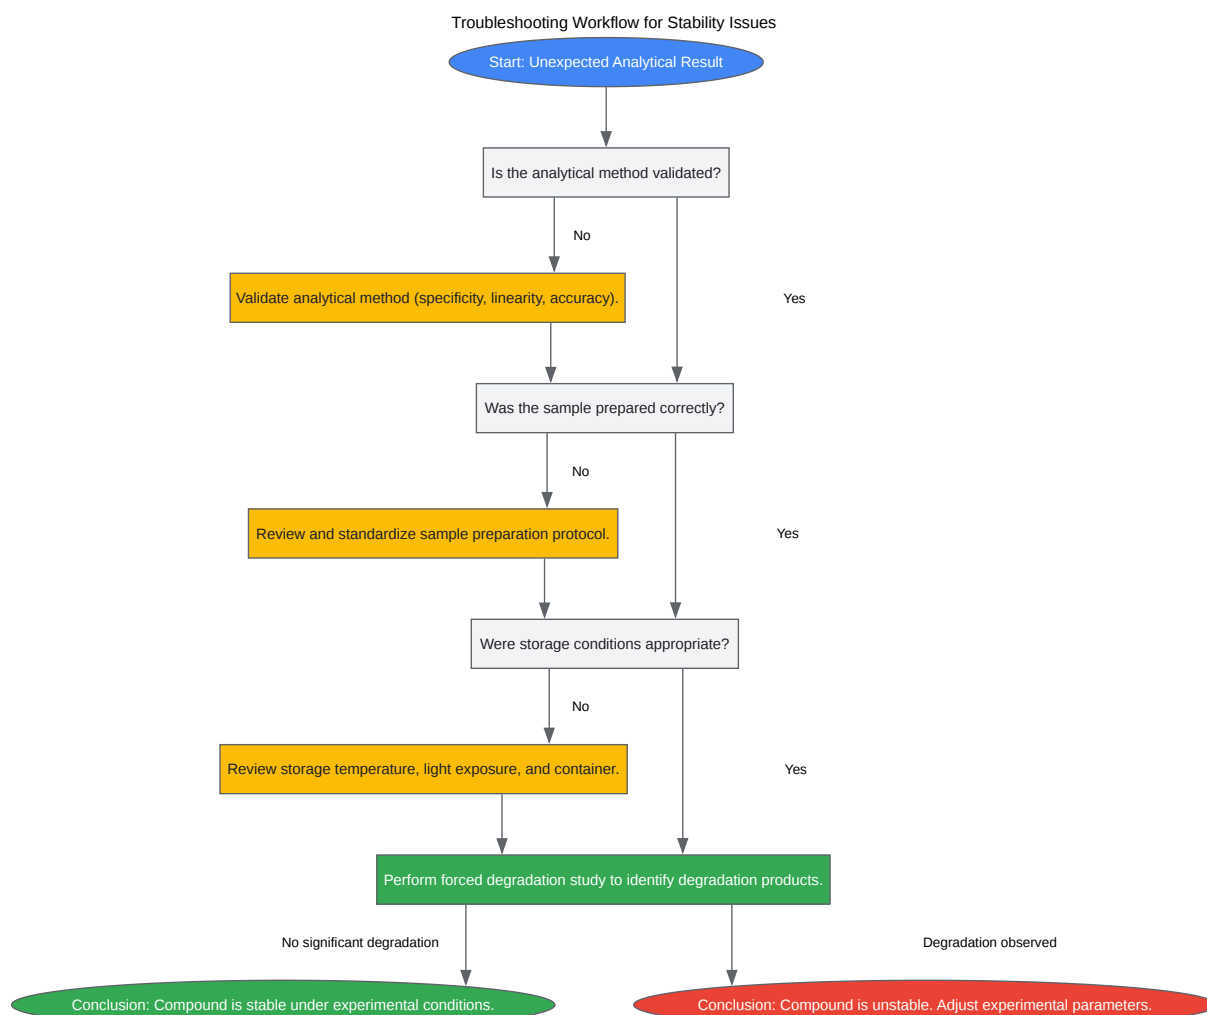 Troubleshooting Workflow for Stability Issues
Start: Unexpected Analytical Result
Is the analytical method validated?
No
Validate analytical method (specificity, linearity, accuracy).
Yes
Was the sample prepared correctly?
No
Review and standardize sample preparation protocol.
Yes
Were storage conditions appropriate?
No
Review storage temperature, light exposure, and container.
Yes
Perform forced degradation study to identify degradation products.
No significant degradation
Degradation observed
Conclusion: Compound is stable under experimental conditions.
Conclusion: Compound is unstable. Adjust experimental parameters.